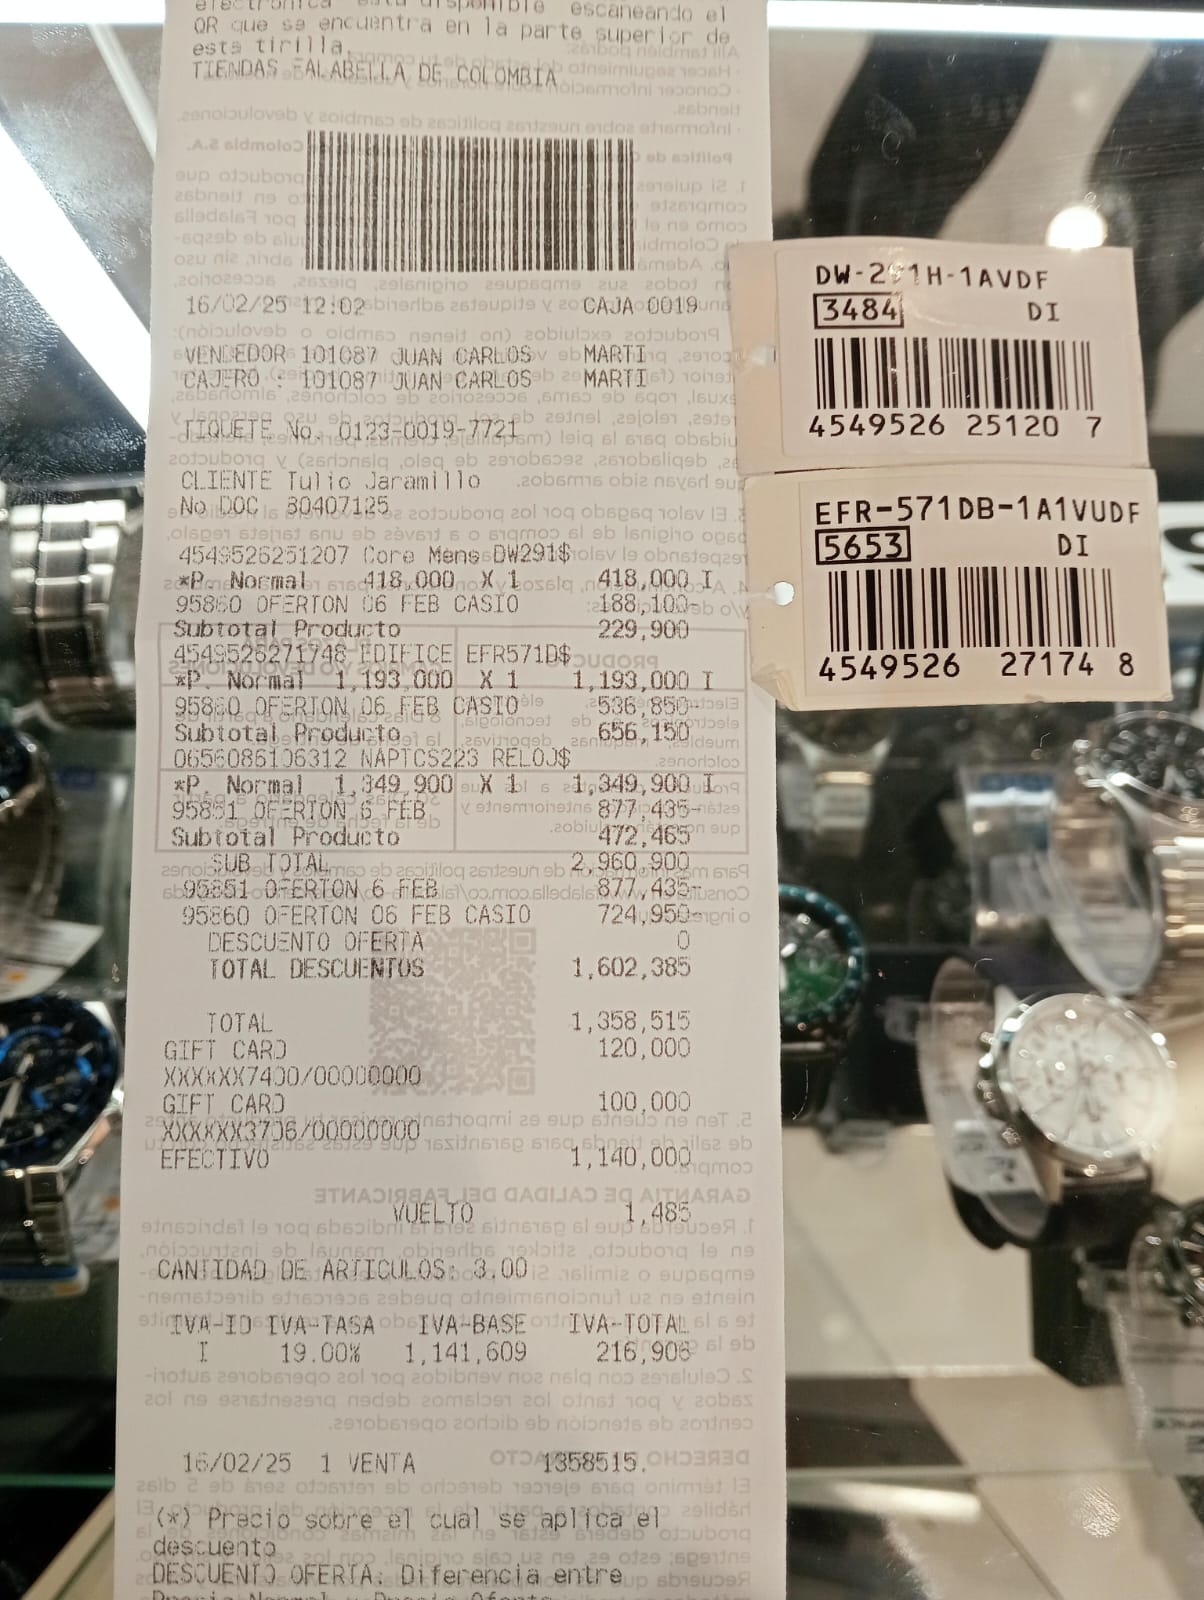 electrónica está disponible escaneando el
QR que se encuentra en la parte superior de
esta tirilla.
TIENDAS FALABELLA DE COLOMBIA
16/02/25 12:02 CAJA 0019
VENDEDOR 101087 JUAN CARLOS MARTI
CAJERO : 101087 JUAN CARLOS MARTI
TIQUETE No. 0123-0019-7721
CLIENTE Tulio Jaramillo
No DOC 80407125
4549526251207 Core Mens DW291$
*P. Normal 418,000 X 1 418,000 I
95860 OFERTON 06 FEB CASIO 188,100-
Subtotal Producto 229,900
4549526271748 EDIFICE EFR571D$
*P. Normal 1,193,000 X 1 1,193,000 I
95860 OFERTON 06 FEB CASIO 536,850-
Subtotal Producto 656,150
0656086106312 NAPTCS223 RELOJ$
*P. Normal 1,349,900 X 1 1,349,900 I
95851 OFERTON 6 FEB 877,435-
Subtotal Producto 472,465
SUB TOTAL 2,960,900
95851 OFERTON 6 FEB 877,435-
95860 OFERTON 06 FEB CASIO 724,950-
DESCUENTO OFERTA 0
TOTAL DESCUENTOS 1,602,385
TOTAL 1,358,515
GIFT CARD 120,000
XXXXXX7400/00000000
GIFT CARD 100,000
XXXXXX3706/00000000
EFECTIVO 1,140,000
VUELTO 1,485
CANTIDAD DE ARTICULOS: 3.00
IVA-ID IVA-TASA IVA-BASE IVA-TOTAL
I 19.00% 1,141,609 216,906
16/02/25 1 VENTA 1358515.
(*) Precio sobre el cual se aplica el
descuento
DESCUENTO OFERTA: Diferencia entre
DW-291H-1AVDF
3484 DI
4549526 25120 7
EFR-571DB-1A1VUDF
5653 DI
4549526 27174 8